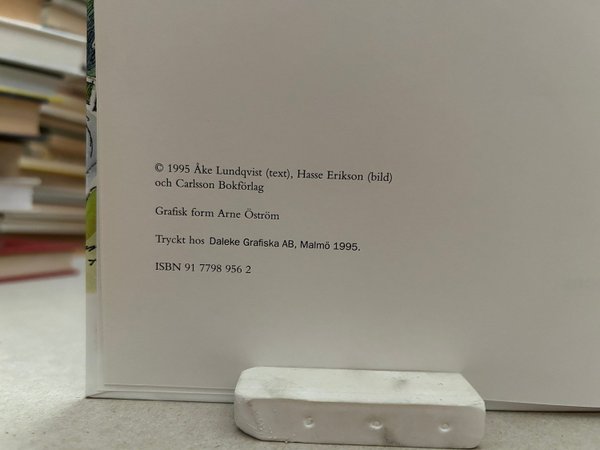 © 1995 Åke Lundqvist (text), Hasse Erikson (bild)
och Carlsson Bokförlag
Grafisk form Arne Öström
Tryckt hos Daleke Grafiska AB, Malmö 1995.
ISBN 91 7798 956 2